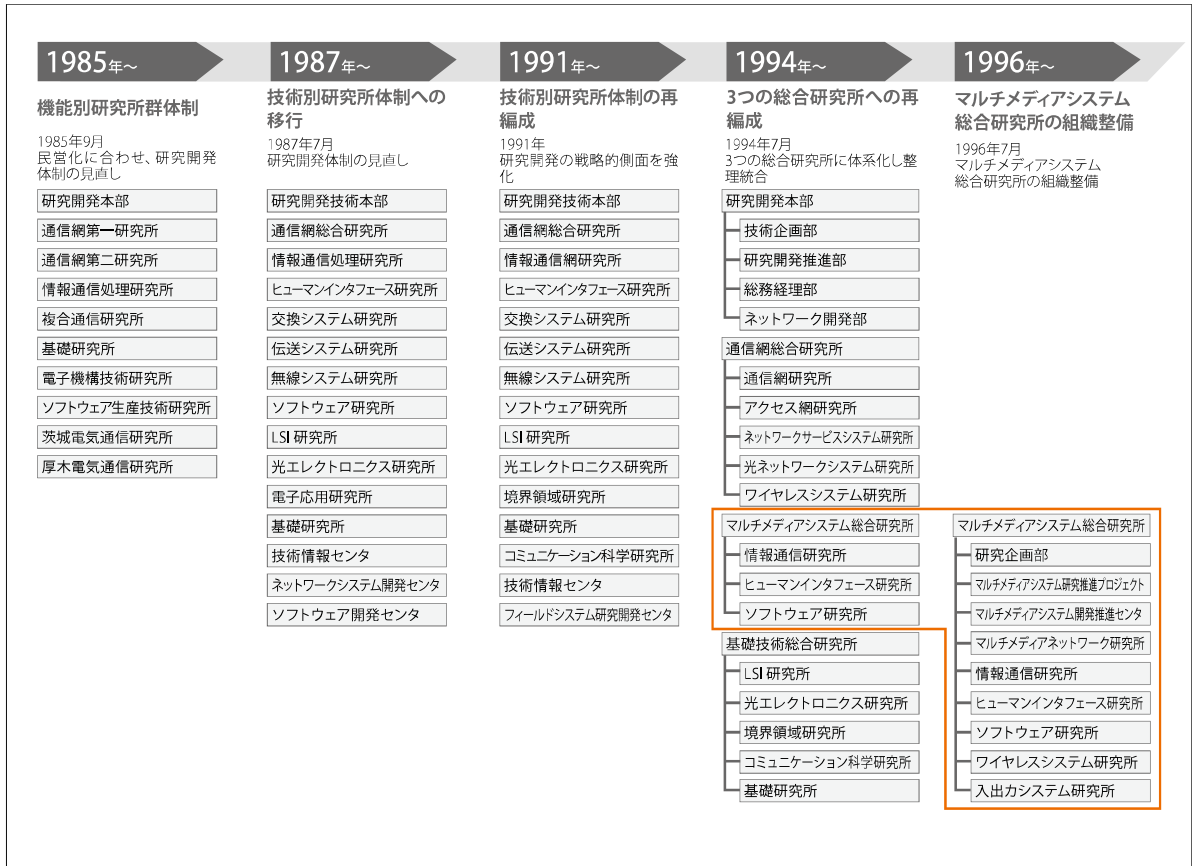 1985年～
機能別研究所群体制
1985年9月
民営化に合わせ、研究開発
体制の見直し
研究開発本部
通信網第一研究所
通信網第二研究所
情報通信処理研究所
複合通信研究所
基礎研究所
電子機構技術研究所
ソフトウェア生産技術研究所
茨城電気通信研究所
厚木電気通信研究所
1987年～
技術別研究所体制への
移行
1987年7月
研究開発体制の見直し
研究開発技術本部
通信網総合研究所
情報通信処理研究所
ヒューマンインタフェース研究所
交換システム研究所
伝送システム研究所
無線システム研究所
ソフトウェア研究所
LSI 研究所
光エレクトロニクス研究所
電子応用研究所
基礎研究所
技術情報センタ
ネットワークシステム開発センタ
ソフトウェア開発センタ
1991年～
技術別研究所体制の再
編成
1991年
研究開発の戦略的側面を強
化
研究開発技術本部
通信網総合研究所
情報通信網研究所
ヒューマンインタフェース研究所
交換システム研究所
伝送システム研究所
無線システム研究所
ソフトウェア研究所
LSI 研究所
光エレクトロニクス研究所
境界領域研究所
基礎研究所
コミュニケーション科学研究所
技術情報センタ
フィールドシステム研究開発センタ
1994年～
3つの総合研究所への再
編成
1994年7月
3つの総合研究所に体系化し整
理統合
研究開発本部
技術企画部
研究開発推進部
総務経理部
ネットワーク開発部
通信網総合研究所
通信網研究所
アクセス網研究所
ネットワークサービスシステム研究所
光ネットワークシステム研究所
ワイヤレスシステム研究所
マルチメディアシステム総合研究所
情報通信研究所
ヒューマンインタフェース研究所
ソフトウェア研究所
基礎技術総合研究所
LSI 研究所
光エレクトロニクス研究所
境界領域研究所
コミュニケーション科学研究所
基礎研究所
1996年～
マルチメディアシステム
総合研究所の組織整備
1996年7月
マルチメディアシステム
総合研究所の組織整備
マルチメディアシステム総合研究所
研究企画部
マルチメディアシステム研究推進プロジェクト
マルチメディアシステム開発推進センタ
マルチメディアネットワーク研究所
情報通信研究所
ヒューマンインタフェース研究所
ソフトウェア研究所
ワイヤレスシステム研究所
入出力システム研究所